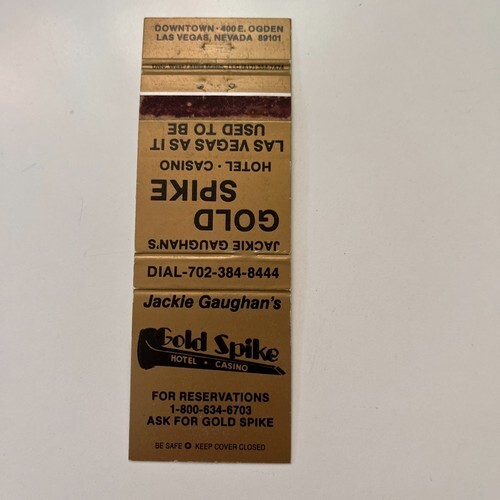 DOWNTOWN · 400 E. OGDEN
LAS VEGAS, NEVADA 89101
JACKIE GAUGHAN'S
GOLD
SPIKE
HOTEL · CASINO
LAS VEGAS AS IT
USED TO BE
DIAL-702-384-8444
Jackie Gaughan's
Gold Spike
HOTEL · CASINO
FOR RESERVATIONS
1-800-634-6703
ASK FOR GOLD SPIKE
BE SAFE ✪ KEEP COVER CLOSED